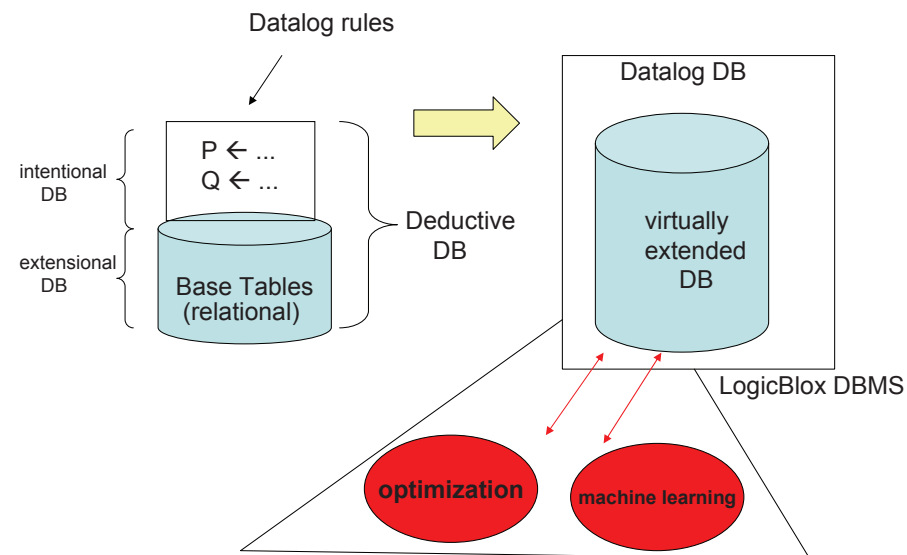 Datalog rules
P ← ...
Q ← ...
intentional
DB
extensional
DB
Base Tables
(relational)
Deductive
DB
Datalog DB
virtually
extended
DB
LogicBlox DBMS
optimization
machine learning